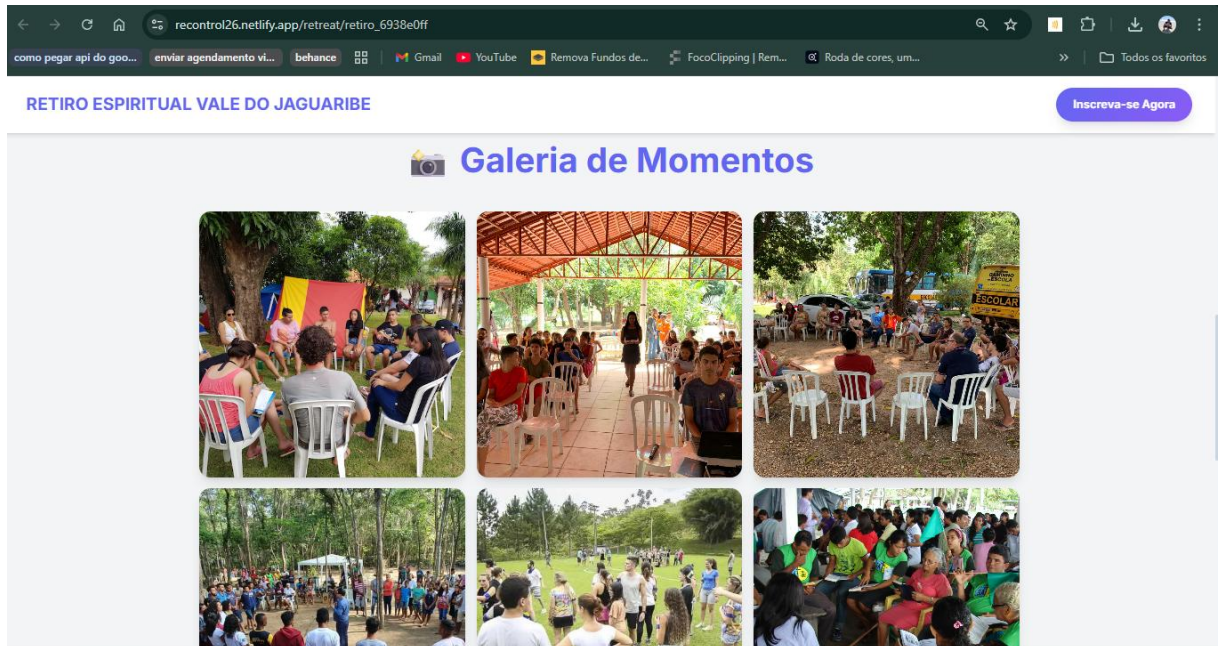 recontrol26.netlify.app/retreat/retiro_6938e0ff
como pegar api do goo...
enviar agendamento vi...
behance
Gmail
YouTube
Remova Fundos de...
FocoClipping | Rem...
Roda de cores, um...
»
Todos os favoritos
RETIRO ESPIRITUAL VALE DO JAGUARIBE
Inscreva-se Agora
Galeria de Momentos
ESCOLAR